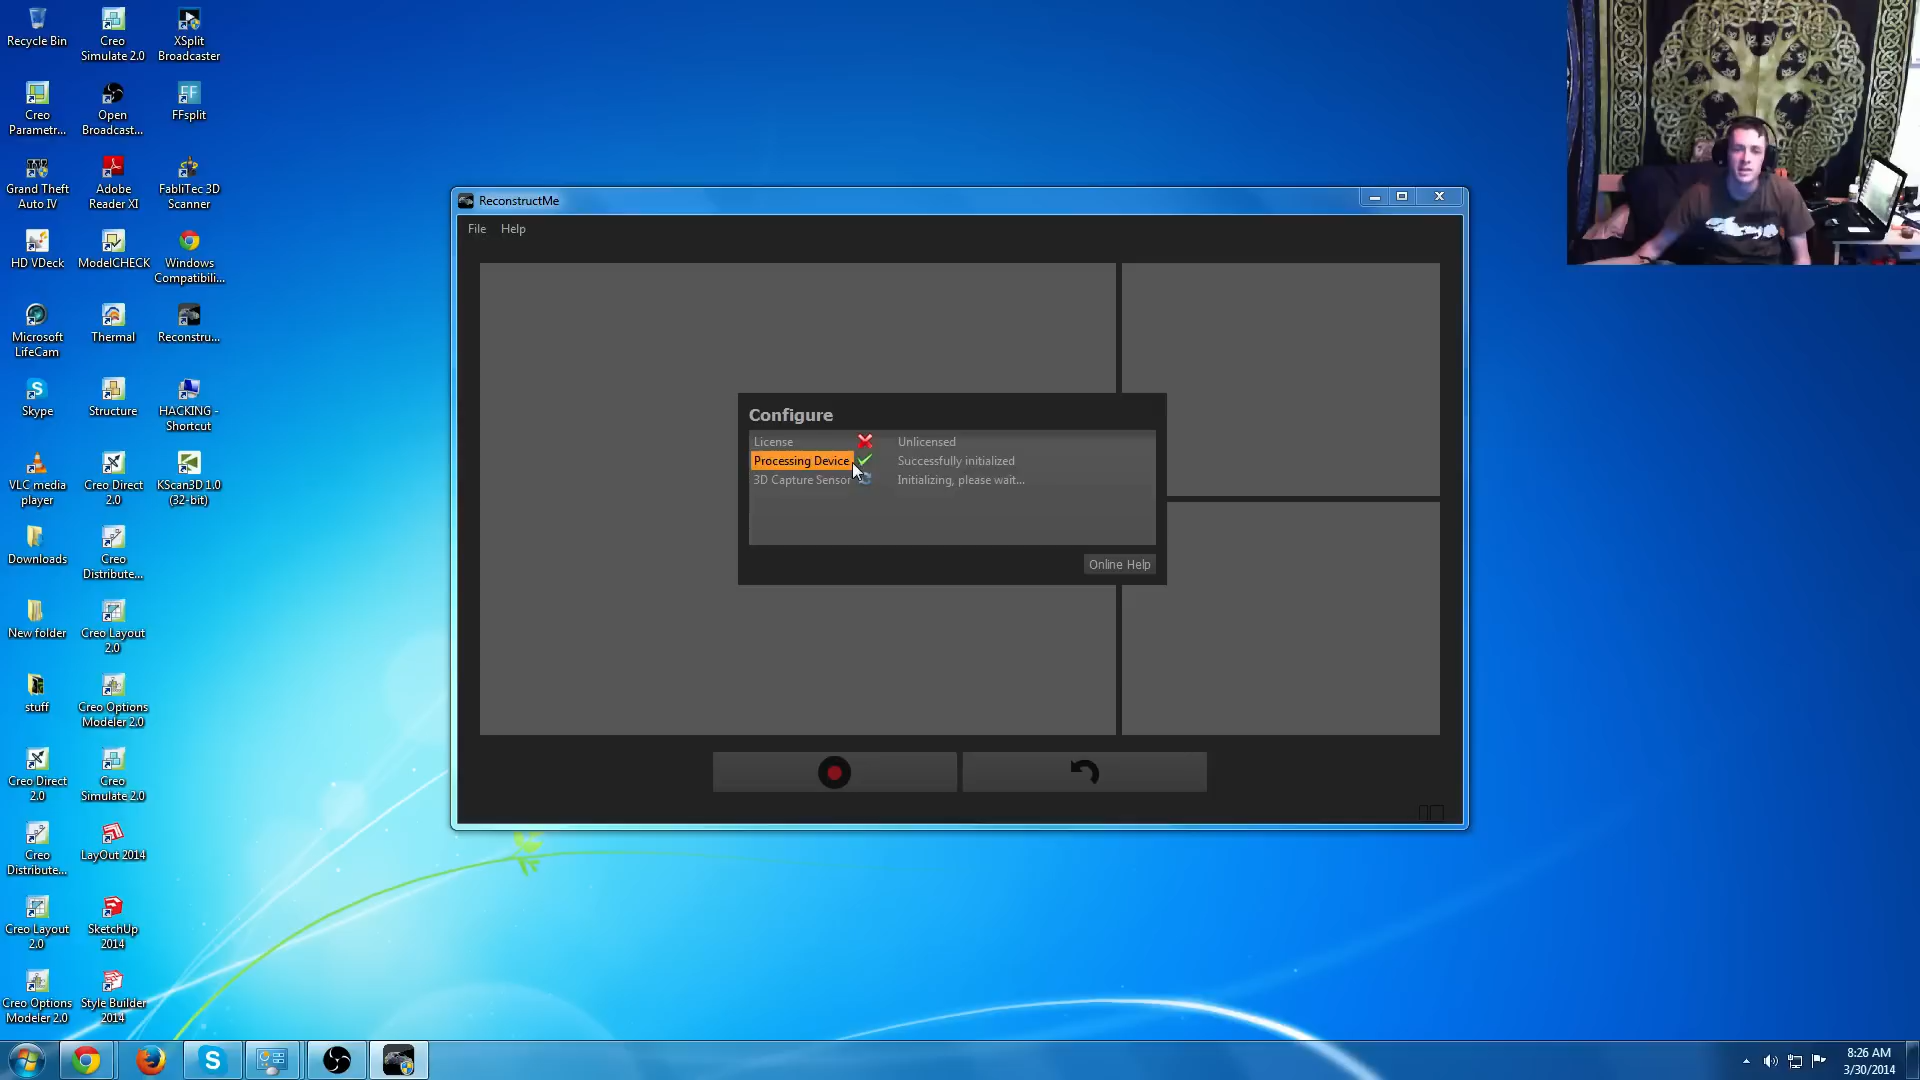 Recycle Bin
Creo
Simulate 2.0
XSplit
Broadcaster
Creo
Parametr...
Open
Broadcast...
FFsplit
Grand Theft
Auto IV
Adobe
Reader XI
FabliTec 3D
Scanner
HD VDeck
ModelCHECK
Windows
Compatibili...
Microsoft
LifeCam
Thermal
Reconstru...
Skype
Structure
HACKING -
Shortcut
VLC media
player
Creo Direct
2.0
KScan3D 1.0
(32-bit)
Downloads
Creo
Distribute...
New folder
Creo Layout
2.0
stuff
Creo Options
Modeler 2.0
Creo Direct
2.0
Creo
Simulate 2.0
Creo
Distribute...
LayOut 2014
Creo Layout
2.0
SketchUp
2014
Creo Options
Modeler 2.0
Style Builder
2014
ReconstructMe
File Help
Configure
License Unlicensed
Processing Device Successfully initialized
3D Capture Sensor Initializing, please wait...
Online Help
8:26 AM
3/30/2014